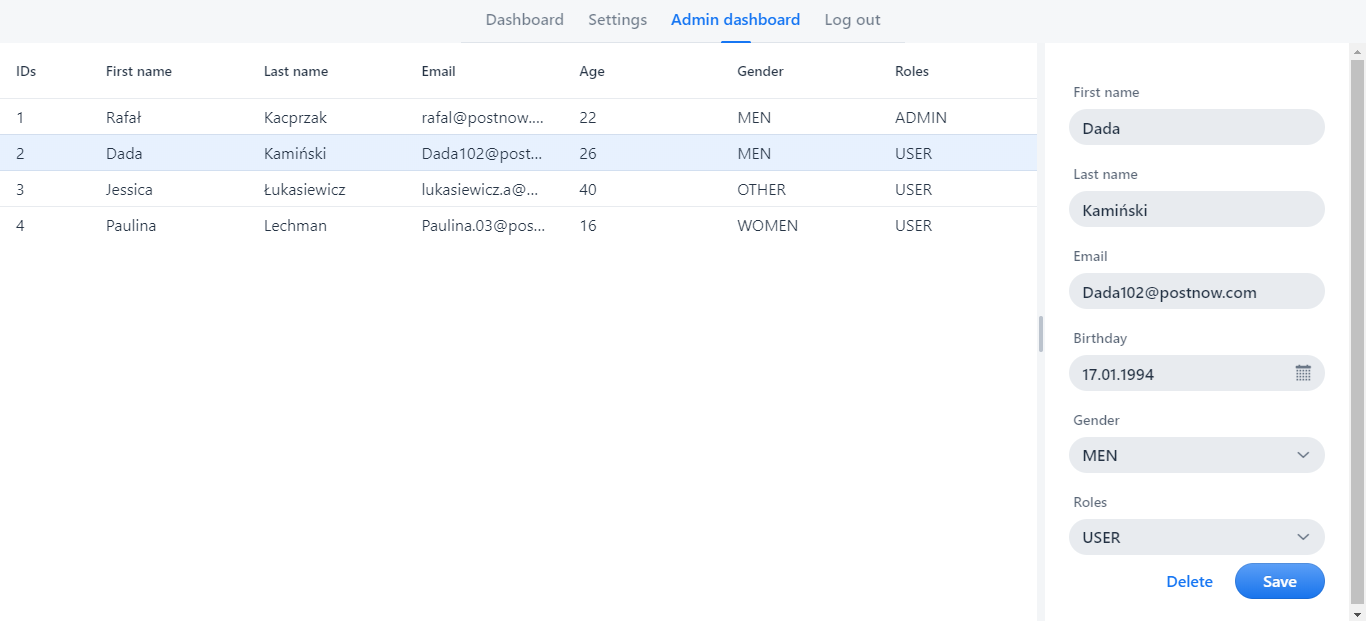 Dashboard Settings Admin dashboard Log out
IDs First name Last name Email Age Gender Roles
1 Rafał Kacprzak rafal@postnow.... 22 MEN ADMIN
2 Dada Kamiński Dada102@post... 26 MEN USER
3 Jessica Łukasiewicz lukasiewicz.a@... 40 OTHER USER
4 Paulina Lechman Paulina.03@pos... 16 WOMEN USER
First name
Dada
Last name
Kamiński
Email
Dada102@postnow.com
Birthday
17.01.1994
Gender
MEN
Roles
USER
Delete Save